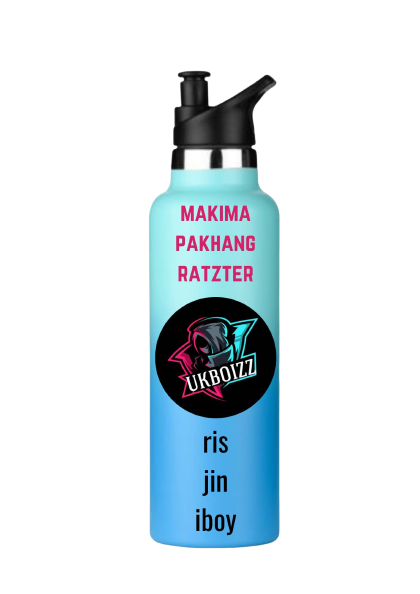 MAKIMA
PAKHANG
RATZTER
UKBOIZZ
ris
jin
iboy